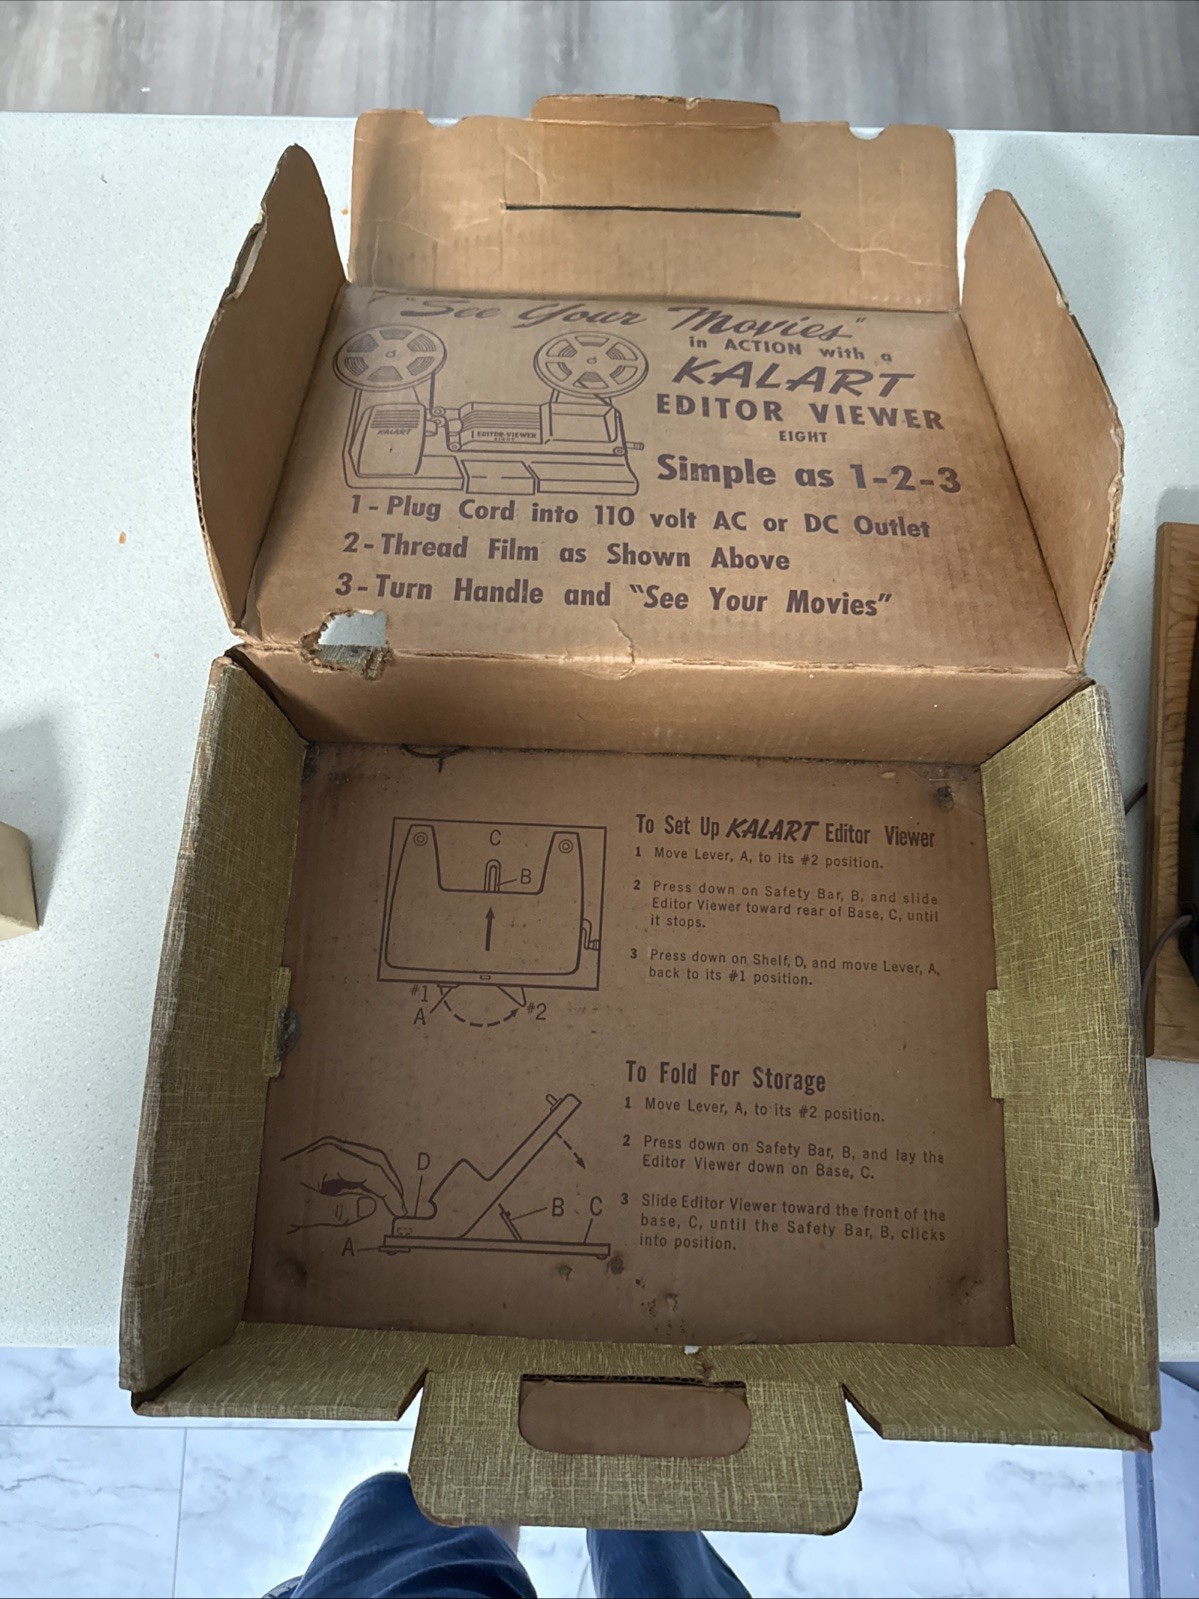 "See Your Movies"
in ACTION with a
KALART
EDITOR VIEWER
EIGHT
KALART
EDITOR-VIEWER
Simple as 1-2-3
1 - Plug Cord into 110 volt AC or DC Outlet
2 - Thread Film as Shown Above
3 - Turn Handle and "See Your Movies"
C
B
#1
A
#2
To Set Up KALART Editor Viewer
1 Move Lever, A, to its #2 position.
2 Press down on Safety Bar, B, and slide
Editor Viewer toward rear of Base, C, until
it stops.
3 Press down on Shelf, D, and move Lever, A,
back to its #1 position.
D
B
C
A
To Fold For Storage
1 Move Lever, A, to its #2 position.
2 Press down on Safety Bar, B, and lay the
Editor Viewer down on Base, C.
3 Slide Editor Viewer toward the front of the
base, C, until the Safety Bar, B, clicks
into position.